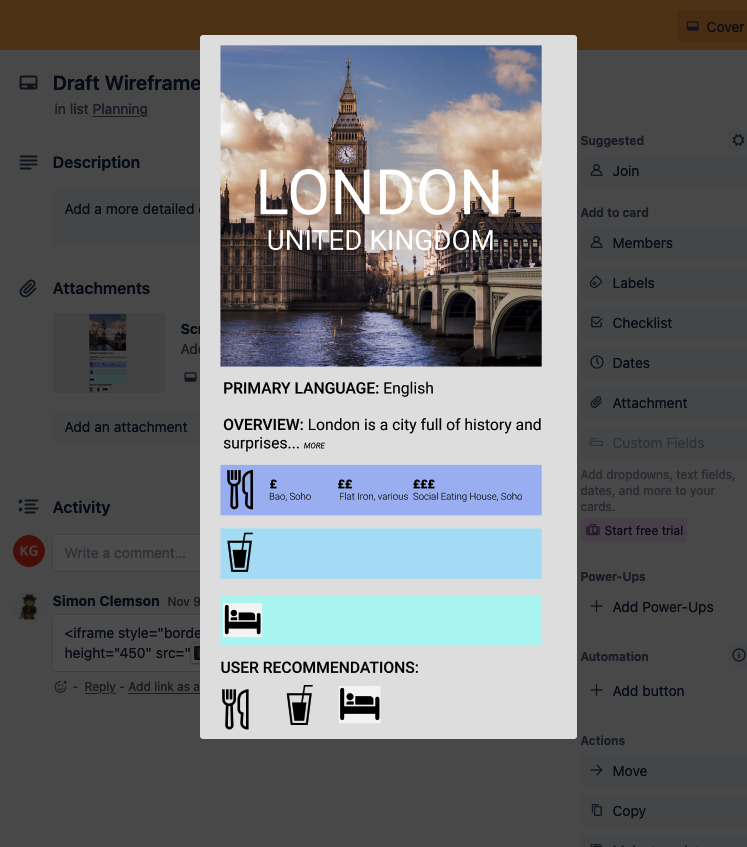 Cover
Draft Wireframe
in list Planning
Suggested
Join
Description
Add to card
Add a more detailed
Members
Labels
Attachments
Checklist
LONDON
UNITED KINGDOM
LONDON
Dates
PRIMARY LANGUAGE: English
Attachment
Add an attachment
OVERVIEW: London is a city full of history and
surprises... MORE
Custom Fields
Add dropdowns, text fields,
dates, and more to your
cards.
£ ££ £££
Bao, Soho Flat Iron, various Social Eating House, Soho
Activity
Start free trial
KG
Write a comment...
Power-Ups
Add Power-Ups
Simon Clemson Nov 9
<iframe style="borde
height="450" src="
Automation
USER RECOMMENDATIONS:
- Reply - Add link as a
Add button
Actions
Move
Copy